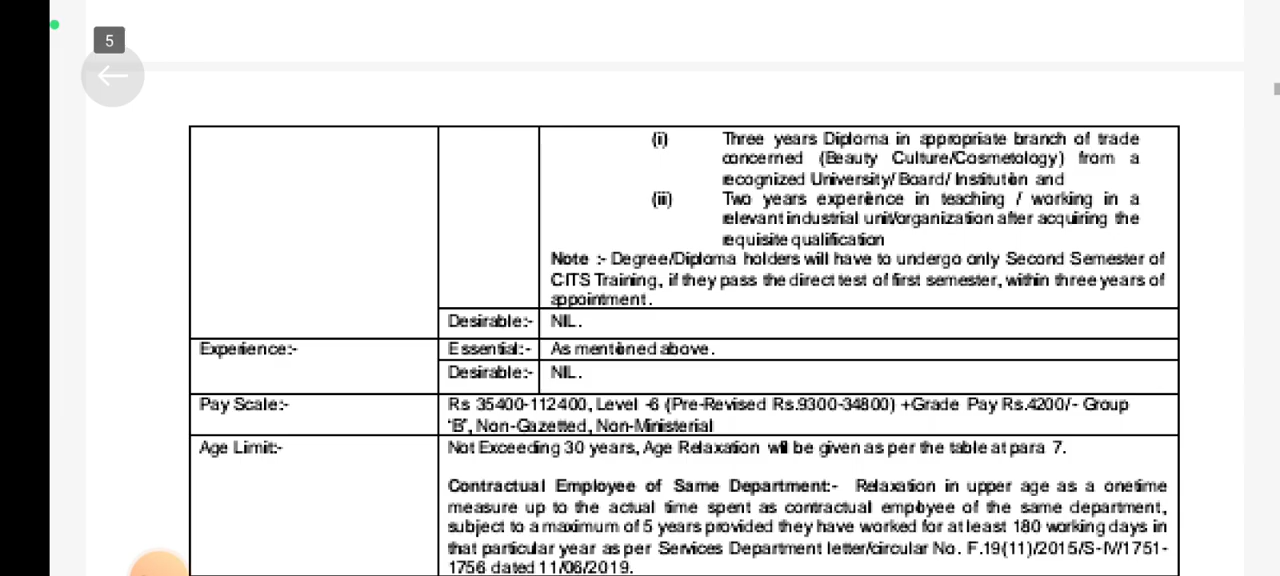 5
(i) Three years Diploma in appropriate branch of trade
concerned (Beauty Culture/Cosmetology) from a
recognized University/ Board/ Institution and
(ii) Two years experience in teaching / working in a
relevant industrial unit/organization after acquiring the
requisite qualification
Note :- Degree/Diploma holders will have to undergo only Second Semester of
CITS Training, if they pass the direct test of first semester, within three years of
appointment.
Desirable:- NIL.
Experience:- Essential:- As mentioned above.
Desirable:- NIL.
Pay Scale:- Rs 35400-112400, Level -6 (Pre-Revised Rs.9300-34800) +Grade Pay Rs.4200/- Group
'B', Non-Gazetted, Non-Ministerial
Age Limit:- Not Exceeding 30 years, Age Relaxation will be given as per the table at para 7.
Contractual Employee of Same Department:- Relaxation in upper age as a onetime
measure up to the actual time spent as contractual employee of the same department,
subject to a maximum of 5 years provided they have worked for at least 180 working days in
that particular year as per Services Department letter/circular No. F.19(11)/2015/S-IV/1751-
1756 dated 11/06/2019.